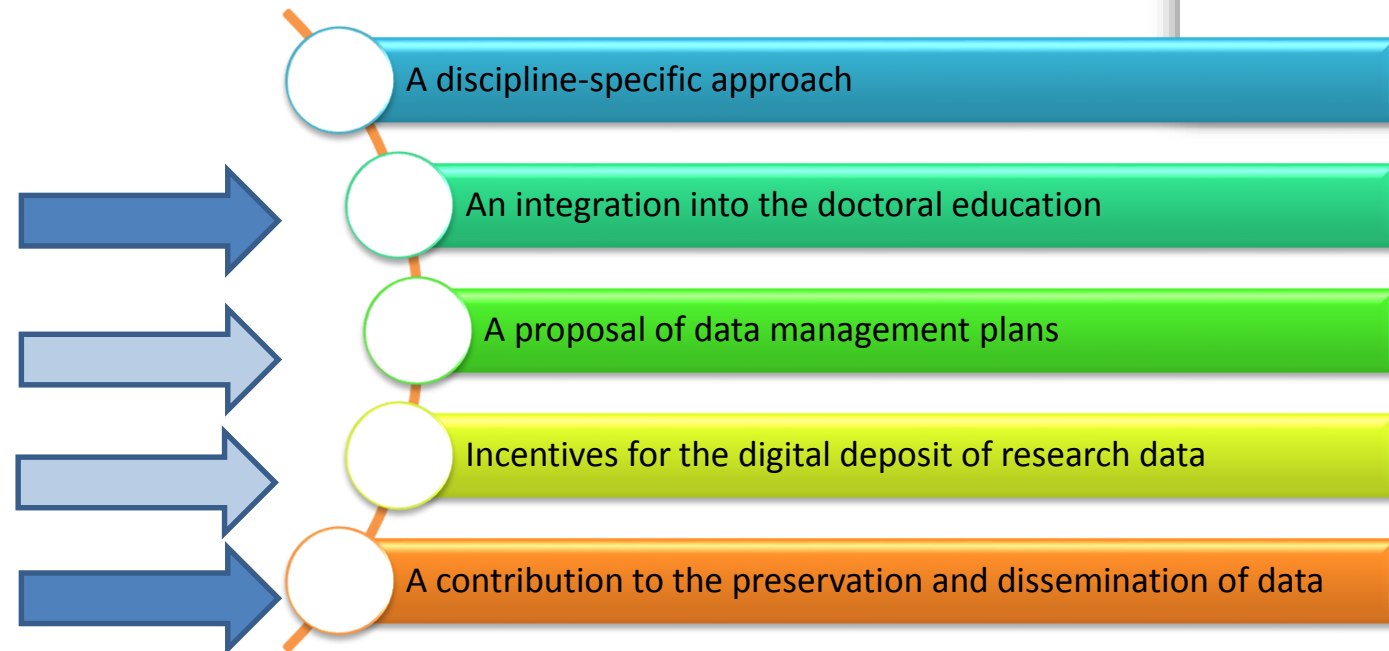 A discipline-specific approach
An integration into the doctoral education
A proposal of data management plans
Incentives for the digital deposit of research data
A contribution to the preservation and dissemination of data